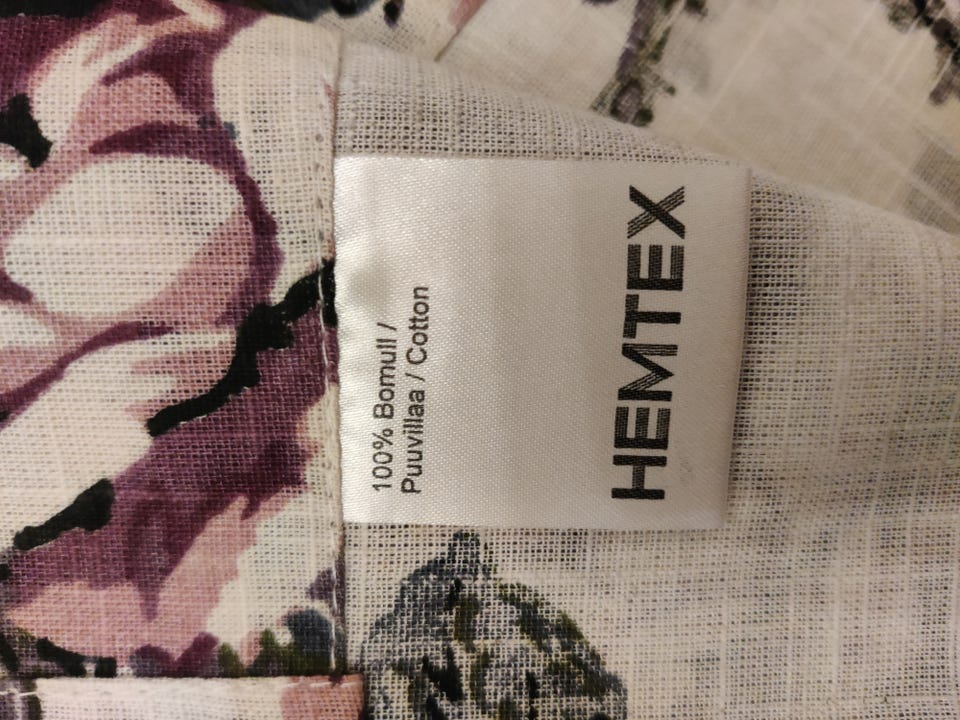 100% Bomull /
Puuvillaa / Cotton
HEMTEX